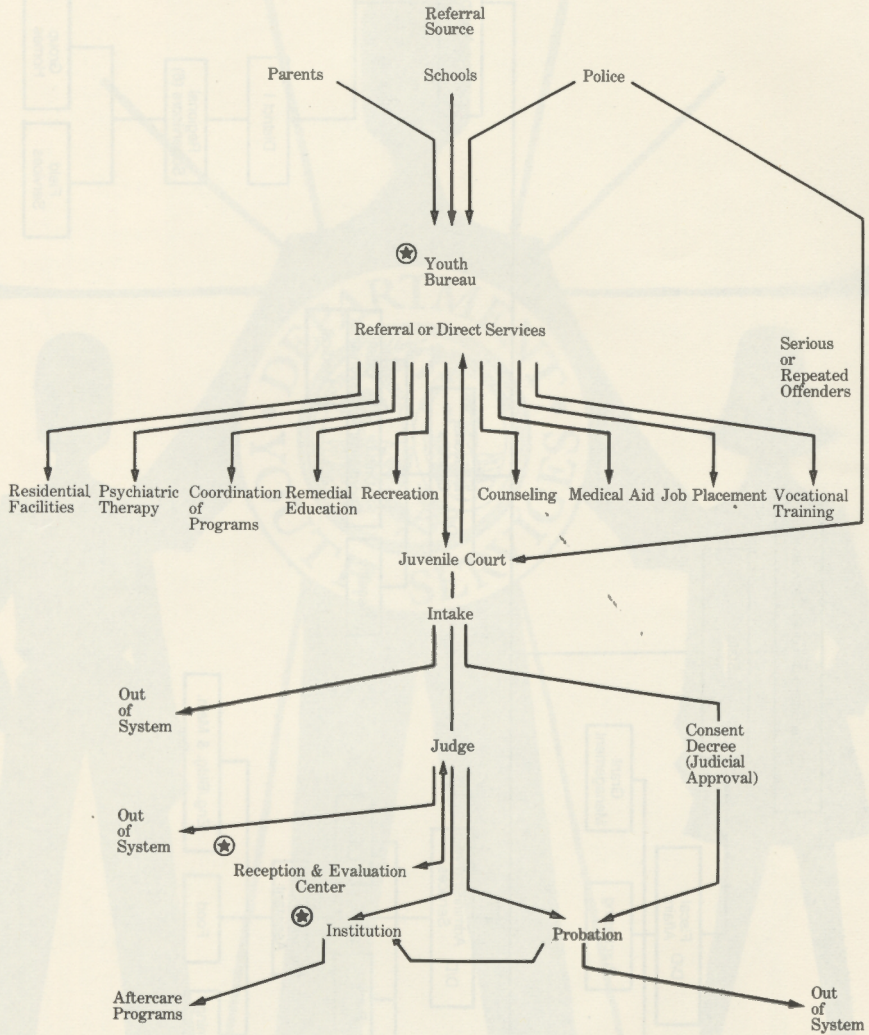 Referral
Source
Parents
Schools
Police
Youth
Bureau
Referral or Direct Services
Serious
or
Repeated
Offenders
Residential
Facilities
Psychiatric
Therapy
Coordination
of
Programs
Remedial
Education
Recreation
Counseling
Medical Aid
Job Placement
Vocational
Training
Juvenile Court
Intake
Out
of
System
Judge
Consent
Decree
(Judicial
Approval)
Out
of
System
Reception & Evaluation
Center
Institution
Probation
Aftercare
Programs
Out
of
System